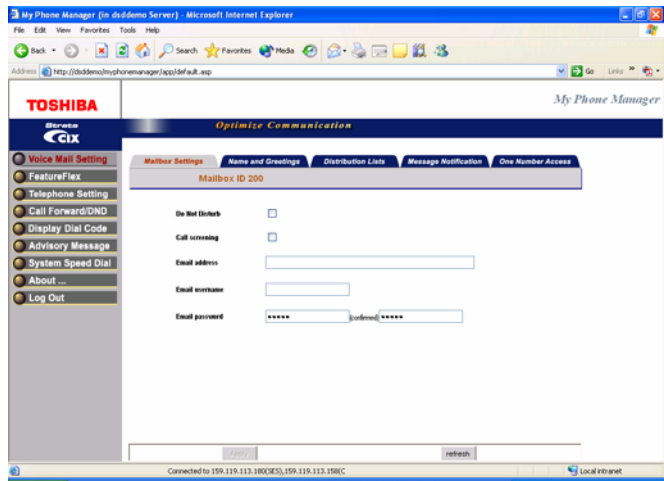 My Phone Manager (in dsddemo Server) - Microsoft Internet Explorer
File Edit View Favorites Tools Help
Back Search Favorites Media
Address http://dsddemo/myphonemanager/app/default.asp Go Links
TOSHIBA
My Phone Manager
Strata
CIX
Optimize Communication
Voice Mail Setting
FeatureFlex
Telephone Setting
Call Forward/DND
Display Dial Code
Advisory Message
System Speed Dial
About ...
Log Out
Mailbox Settings Name and Greetings Distribution Lists Message Notification One Number Access
Mailbox ID 200
Do Not Disturb
Call screening
Email address
Email username
Email password ••••• (confirmed) •••••
Apply refresh
Connected to 159.119.113.180(SES),159.119.113.158(C Local intranet